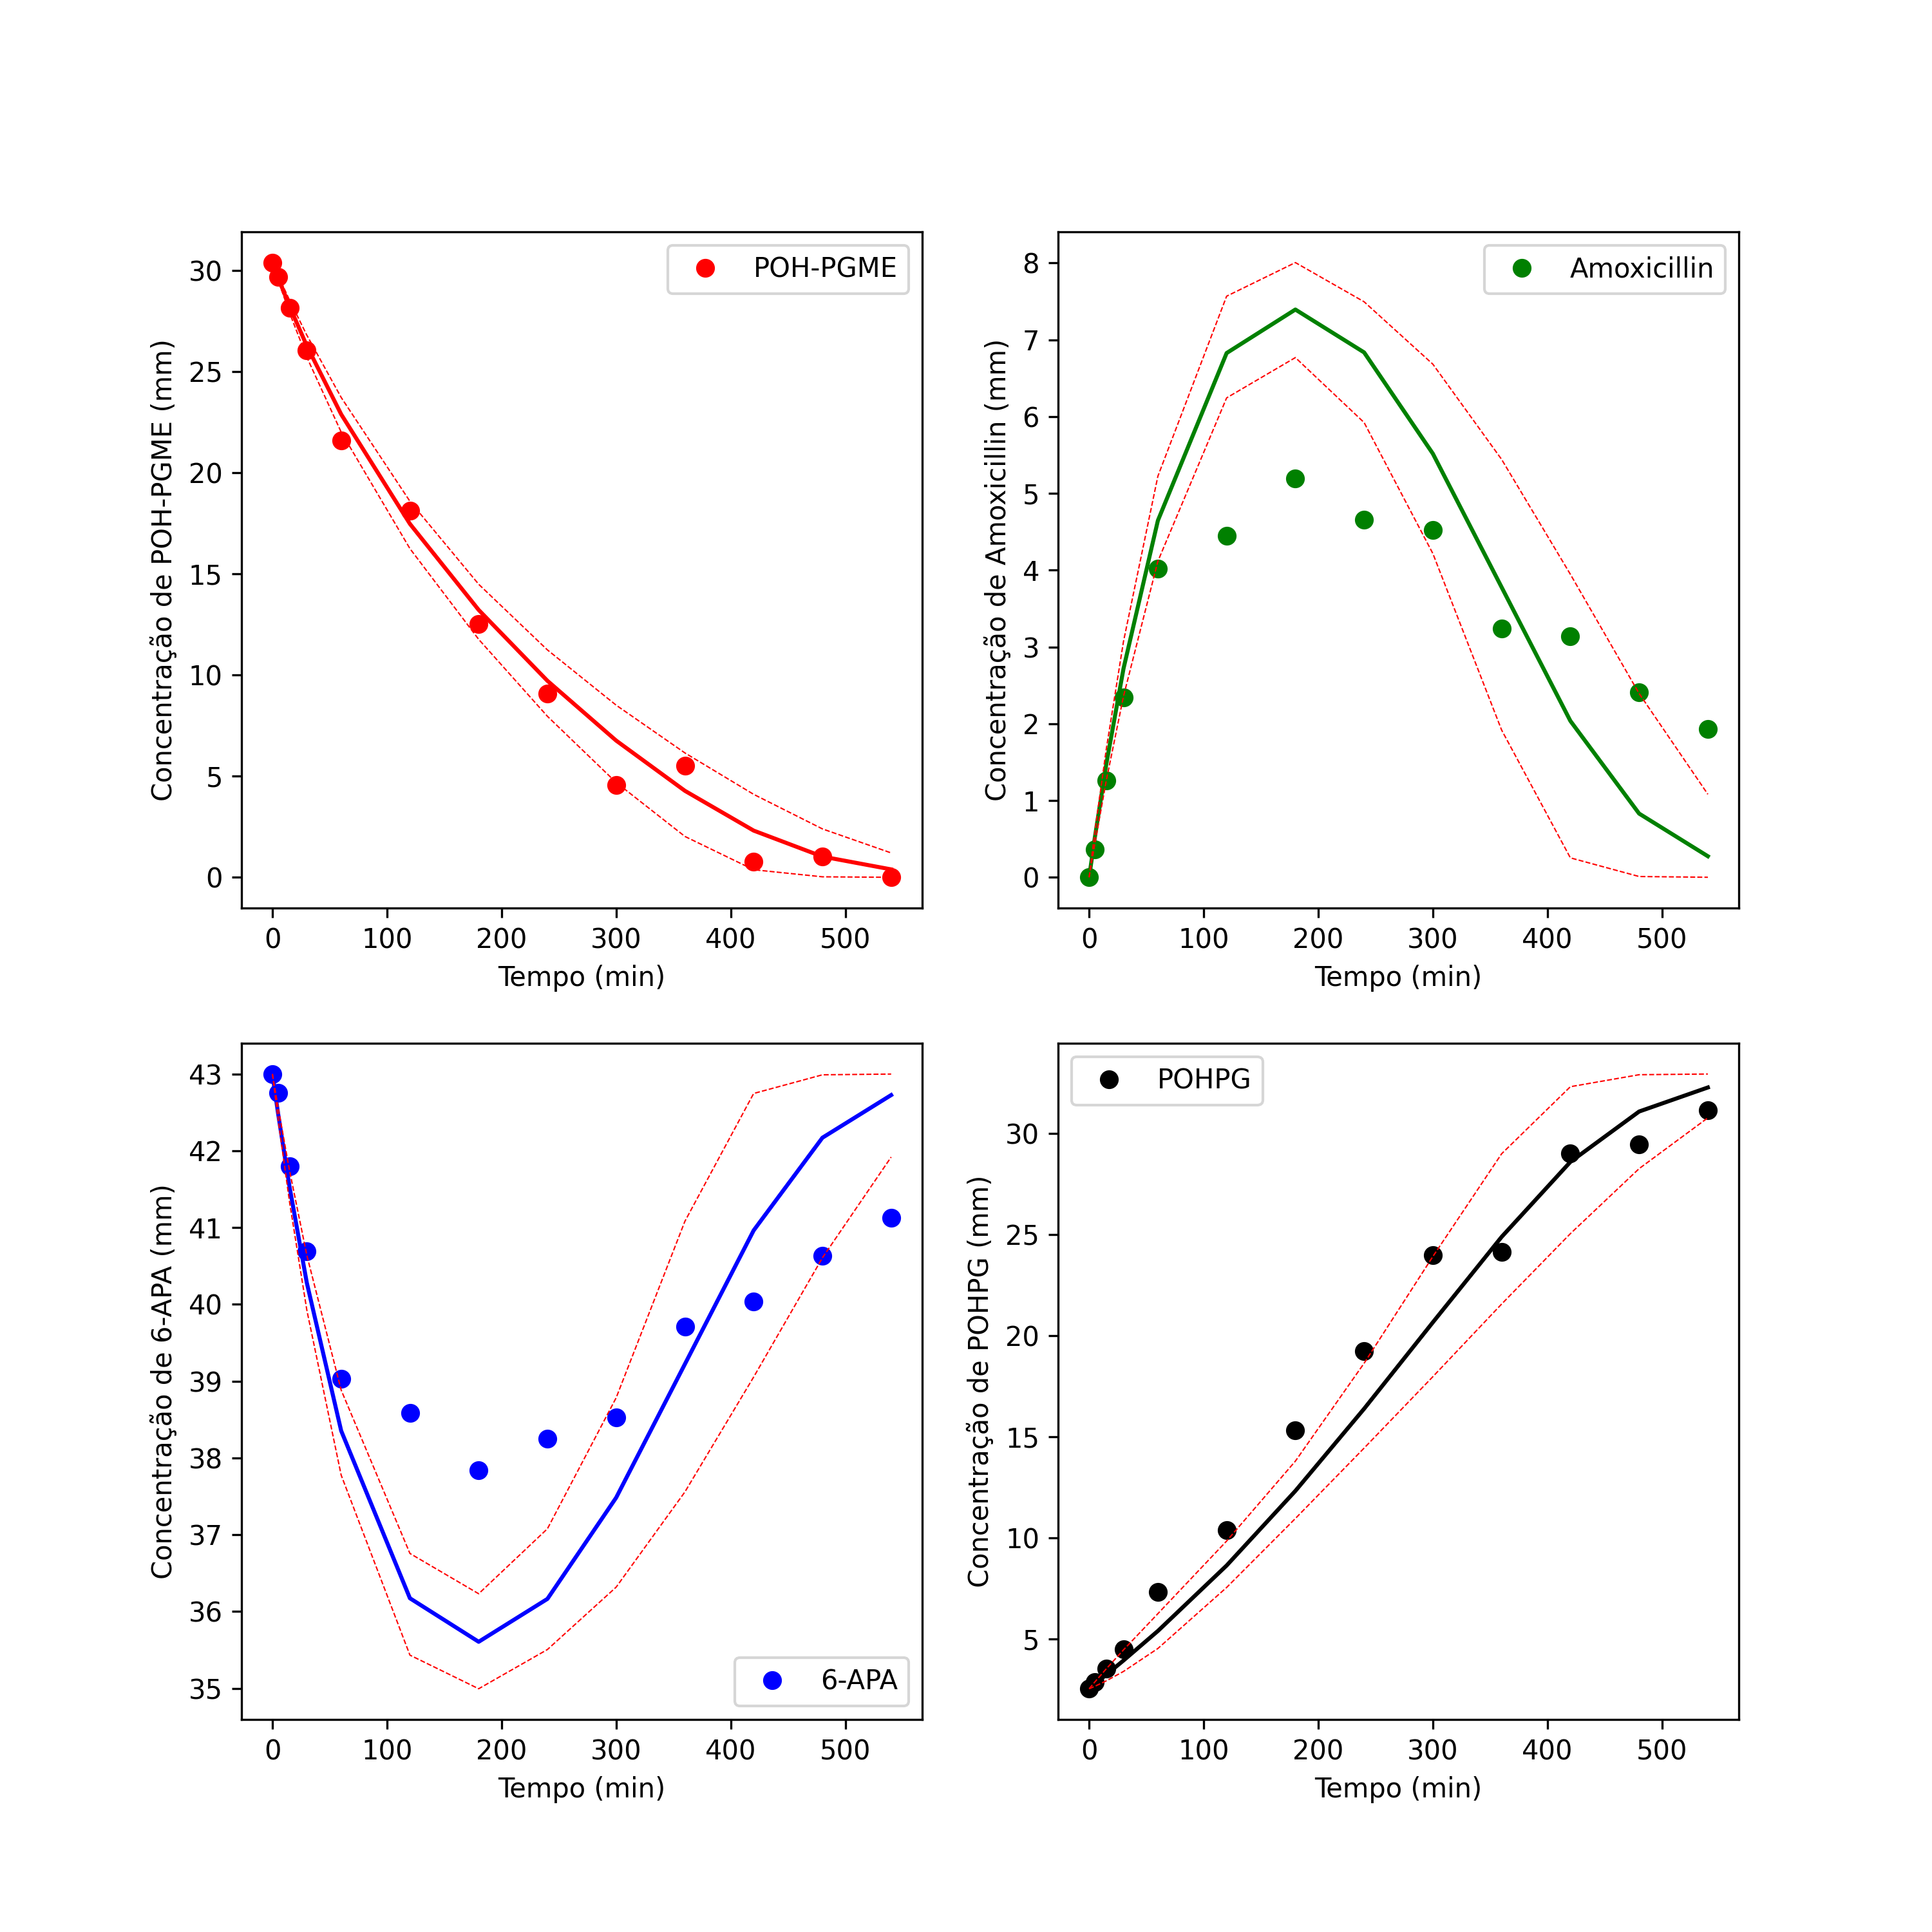 POH-PGME
Concentração de POH-PGME (mm)
30
25
20
15
10
5
0
0 100 200 300 400 500
Tempo (min)
Amoxicillin
Concentração de Amoxicillin (mm)
8
7
6
5
4
3
2
1
0
0 100 200 300 400 500
Tempo (min)
6-APA
Concentração de 6-APA (mm)
43
42
41
40
39
38
37
36
35
0 100 200 300 400 500
Tempo (min)
POHPG
Concentração de POHPG (mm)
30
25
20
15
10
5
0 100 200 300 400 500
Tempo (min)